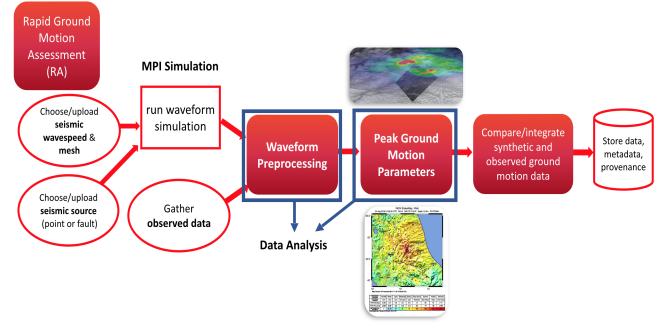 Rapid Ground
Motion
Assessment
(RA)
MPI Simulation
Choose/upload
seismic
wavespeed &
mesh
run waveform
simulation
Choose/upload
seismic source
(point or fault)
Gather
observed data
Waveform
Preprocessing
Peak Ground
Motion
Parameters
Data Analysis
Compare/integrate
synthetic and
observed ground
motion data
Store data,
metadata,
provenance